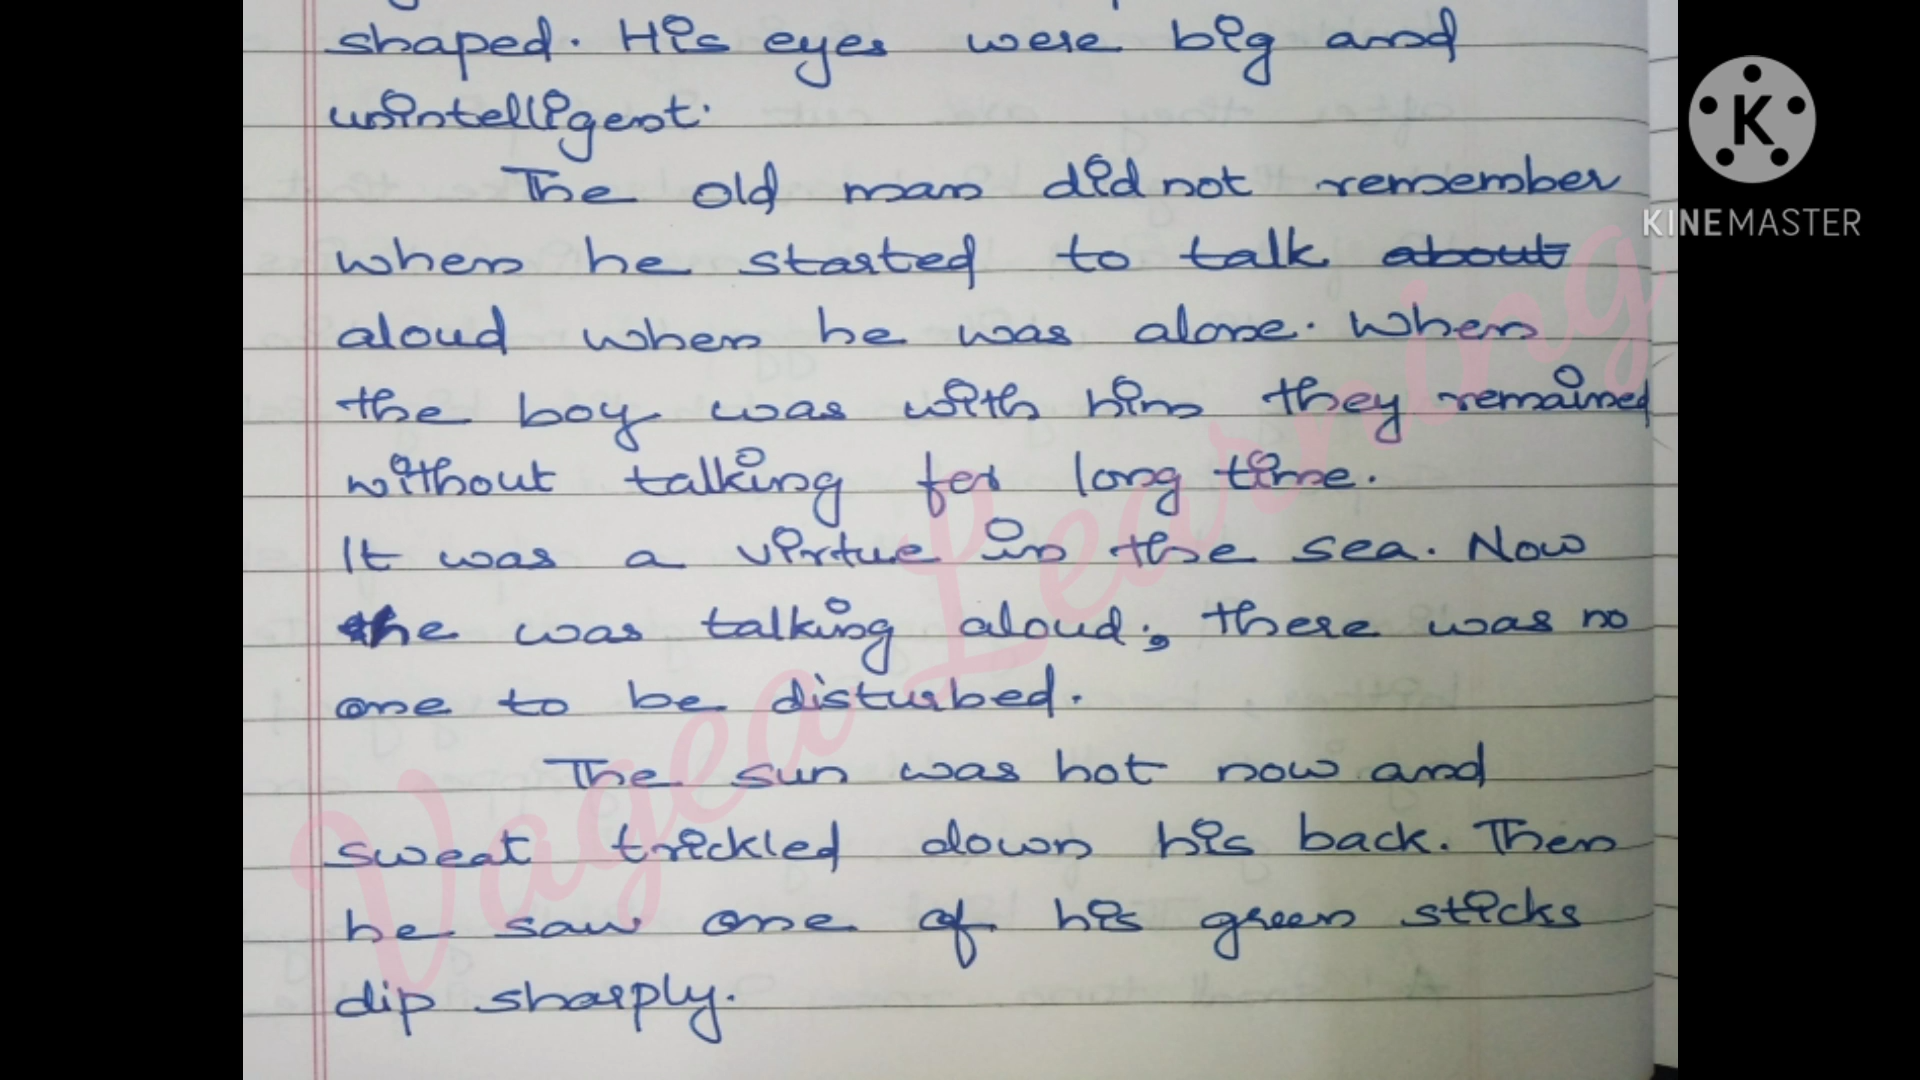 shaped. His eyes were big and
unintelligent.
The old man did not remember
when he started to talk about
aloud when he was alone. When
the boy was with him they remained
without talking for long time.
It was a virtue in the sea. Now
he was talking aloud; there was no
one to be disturbed.
The sun was hot now and
sweat trickled down his back. Then
he saw one of his green sticks
dip sharply.
Vagea Learning
K
KINEMASTER